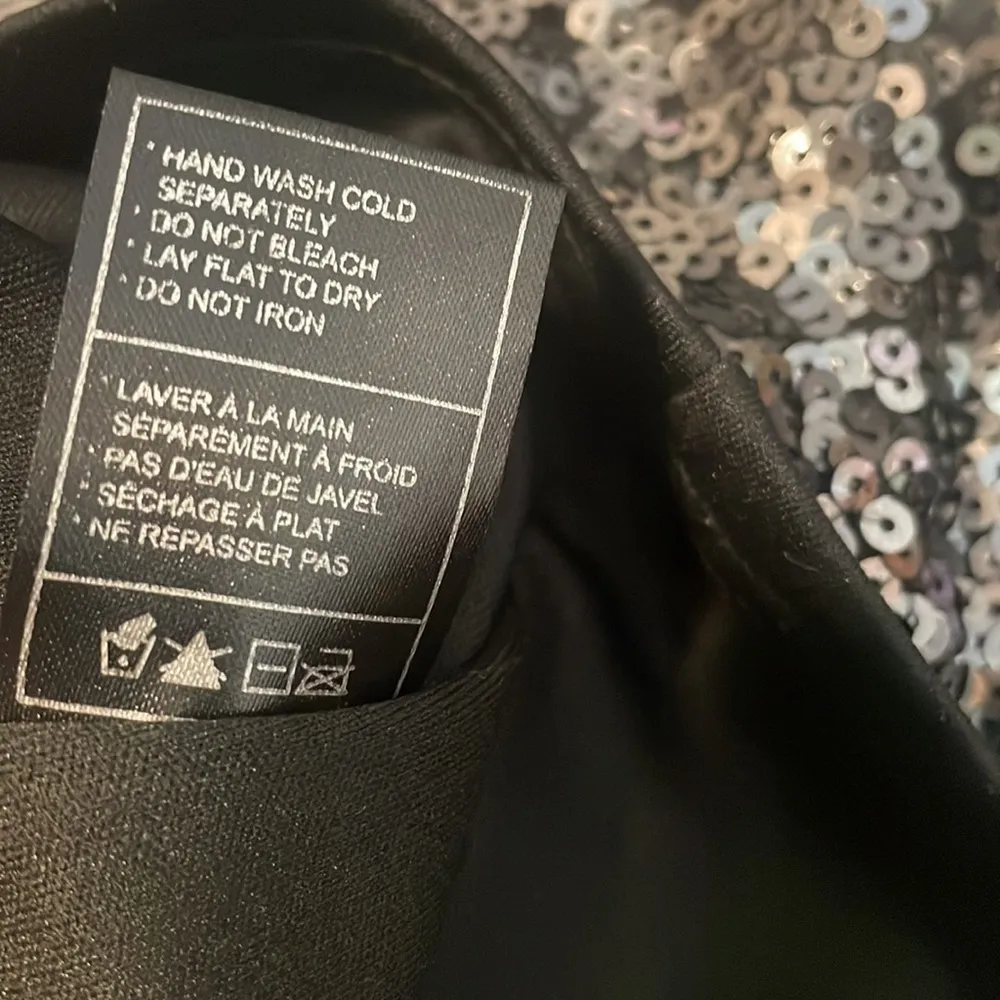 · HAND WASH COLD
SEPARATELY
· DO NOT BLEACH
· LAY FLAT TO DRY
· DO NOT IRON
· LAVER À LA MAIN
SÉPARÉMENT À FROID
· PAS D'EAU DE JAVEL
· SÉCHAGE À PLAT
· NE REPASSER PAS